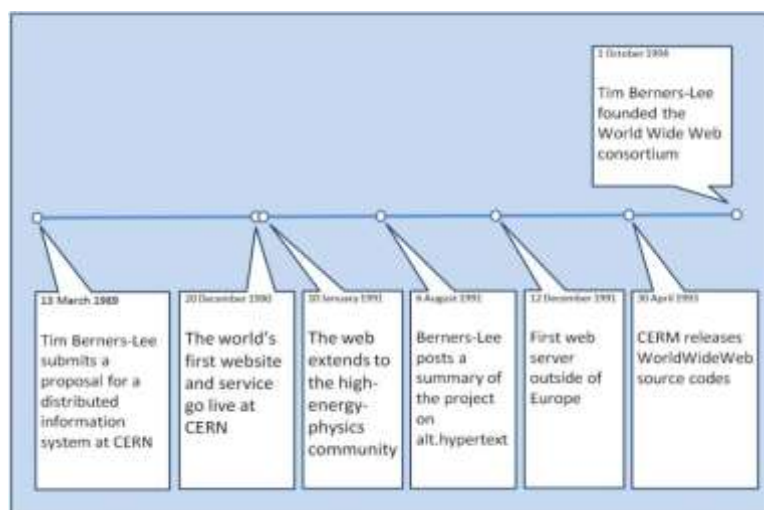 1 October 1994
Tim Berners-Lee
founded the
World Wide Web
consortium
13 March 1989
Tim Berners-Lee
submits a
proposal for a
distributed
information
system at CERN
20 December 1990
The world's
first website
and service
go live at
CERN
10 January 1991
The web
extends to
the high-
energy-
physics
community
6 August 1991
Berners-Lee
posts a
summary of
the project
on
alt.hypertext
12 December 1991
First web
server
outside of
Europe
30 April 1993
CERM releases
WorldWideWeb
source codes